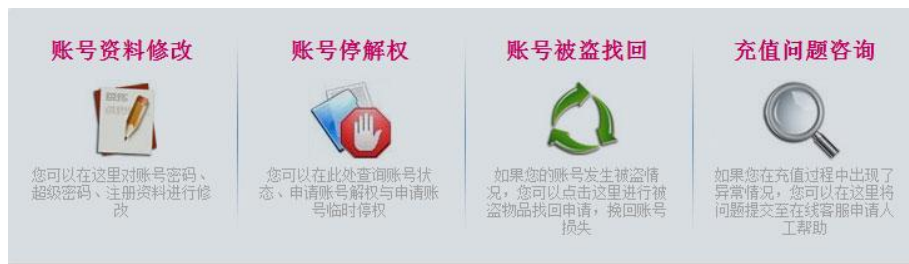 账号资料修改
您可以在这里对账号密码、
超级密码、注册资料进行修
改
账号停解权
您可以在此处查询账号状
态、申请账号解权与申请账
号临时停权
账号被盗找回
如果您的账号发生被盗情
况，您可以点击这里进行被
盗物品找回申请，挽回账号
损失
充值问题咨询
如果您在充值过程中出现了
异常情况，您可以在这里将
问题提交至在线客服申请人
工帮助